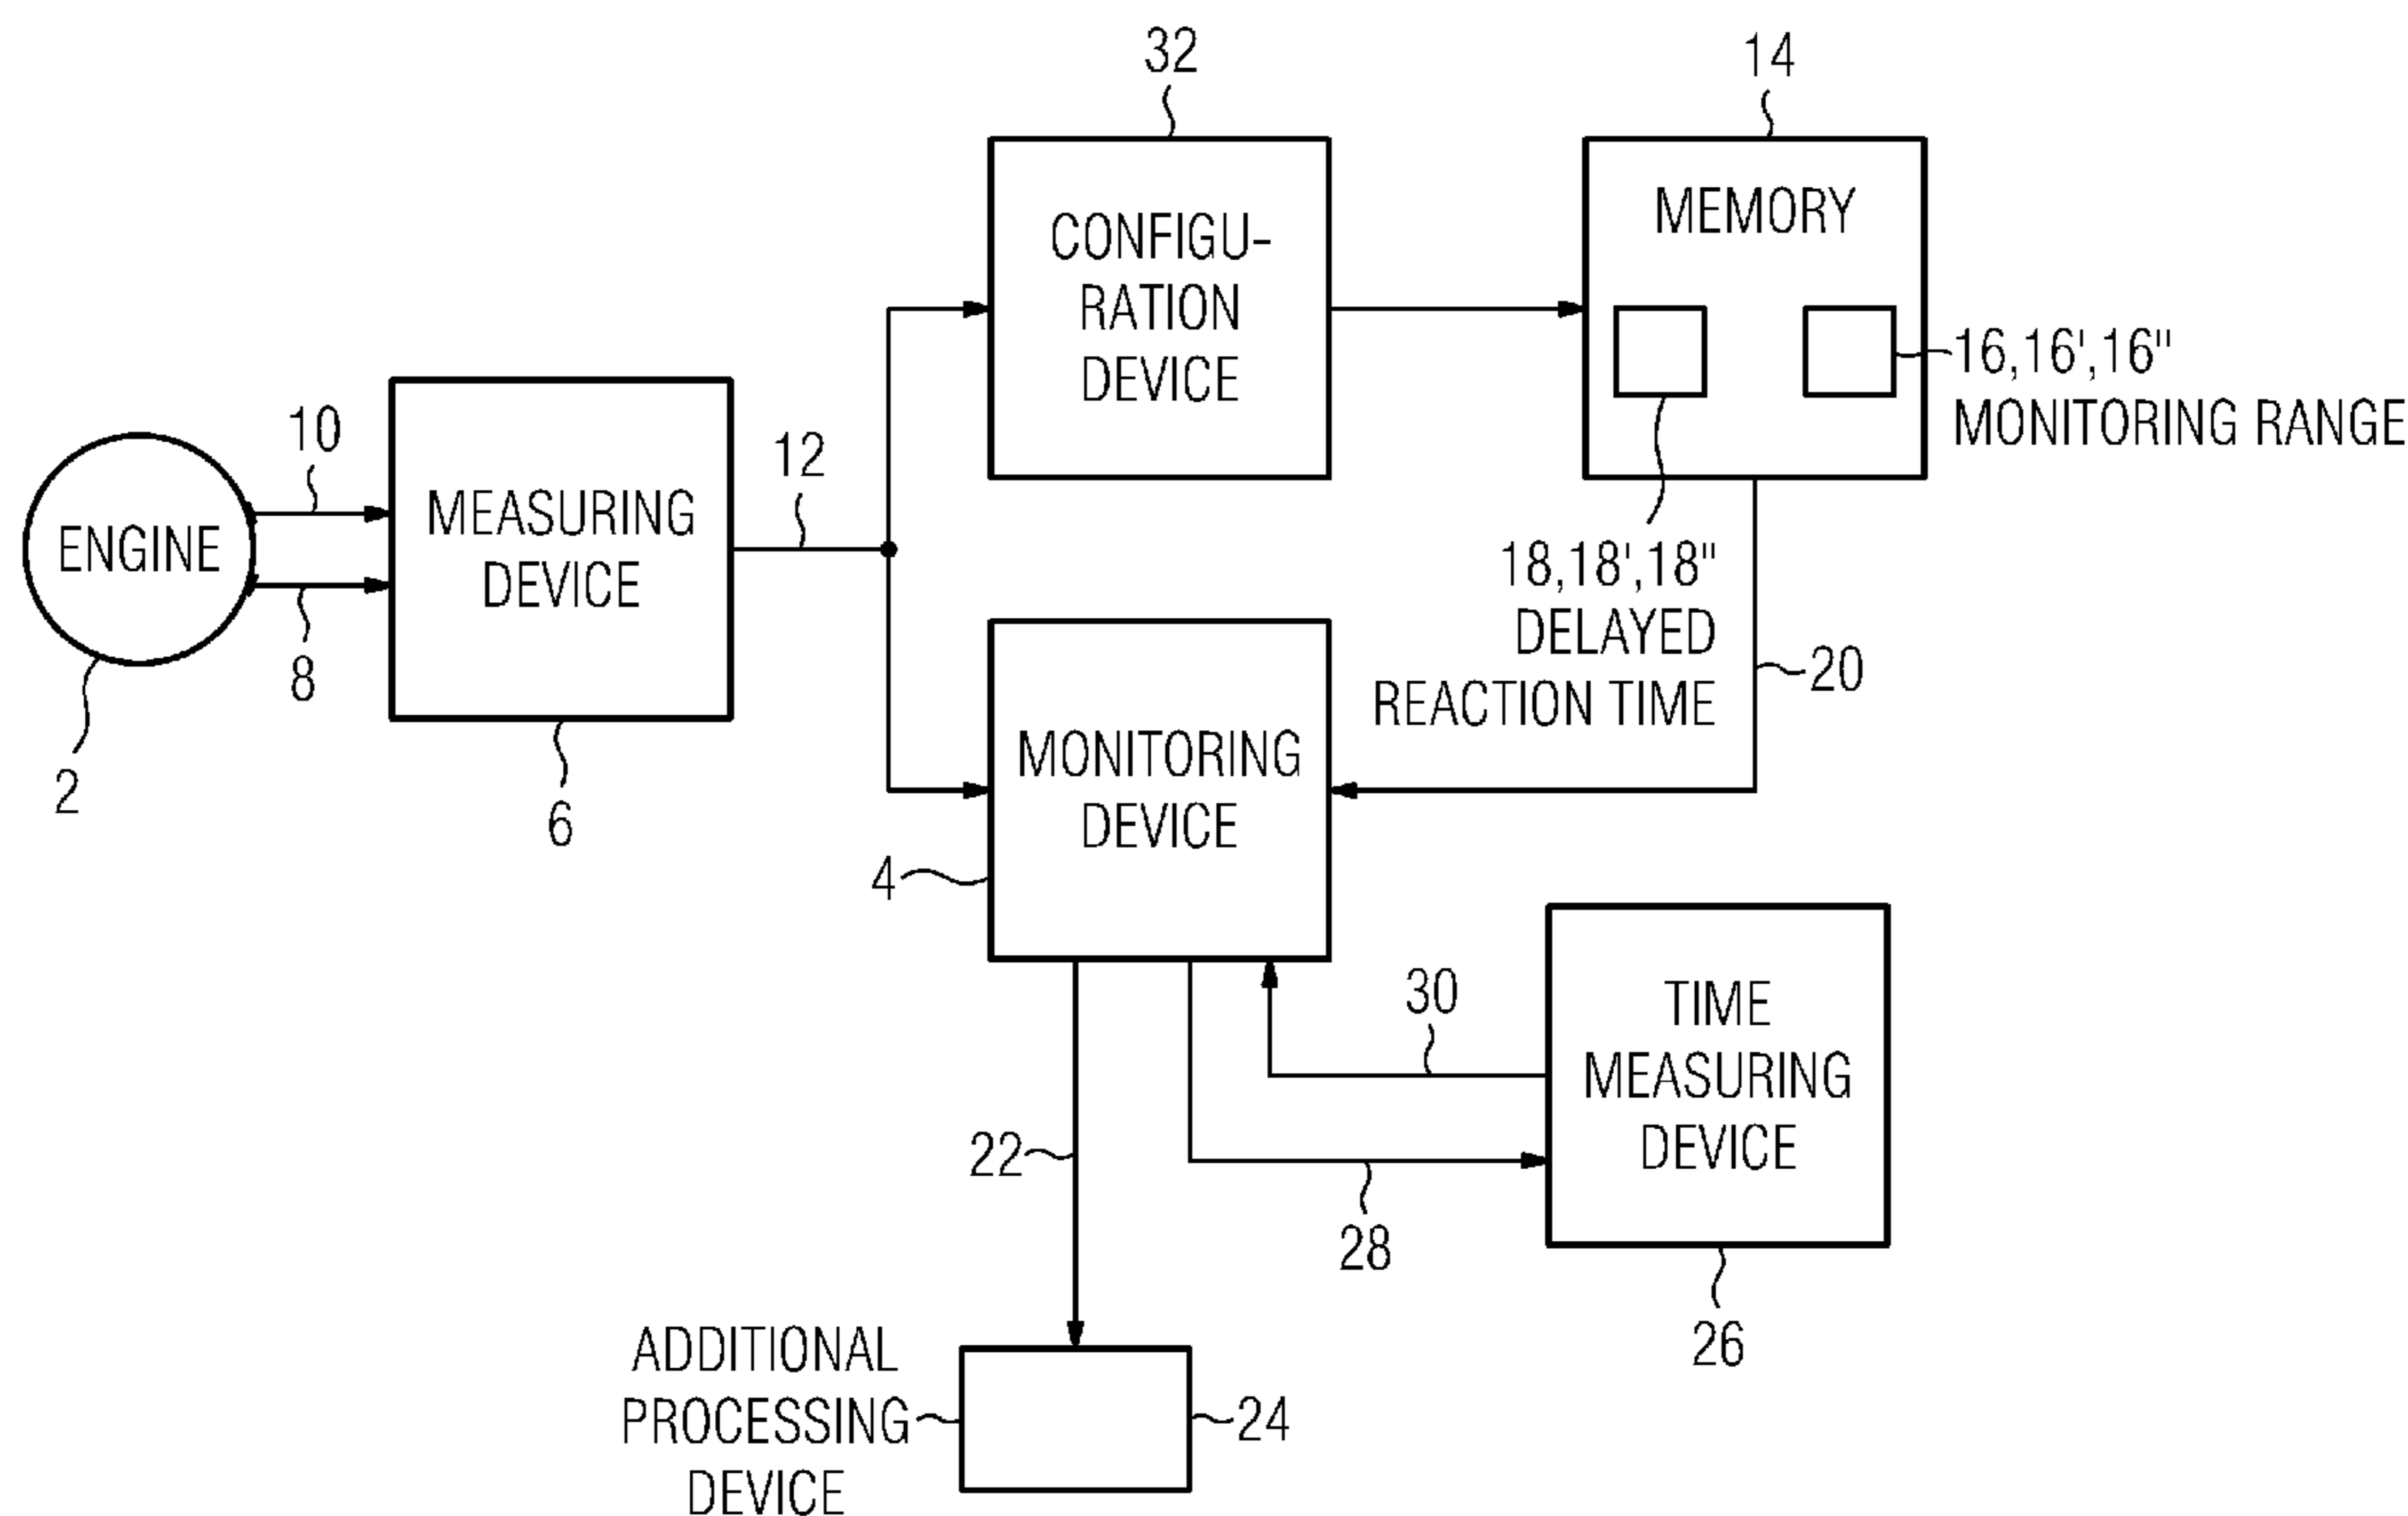 32
14
CONFIGU-
RATION
DEVICE
MEMORY
16,16',16"
MONITORING RANGE
18,18',18"
DELAYED
REACTION TIME
20
10
ENGINE
8
2
MEASURING
DEVICE
6
12
MONITORING
DEVICE
4
30
TIME
MEASURING
DEVICE
22
28
26
ADDITIONAL
PROCESSING
DEVICE
24